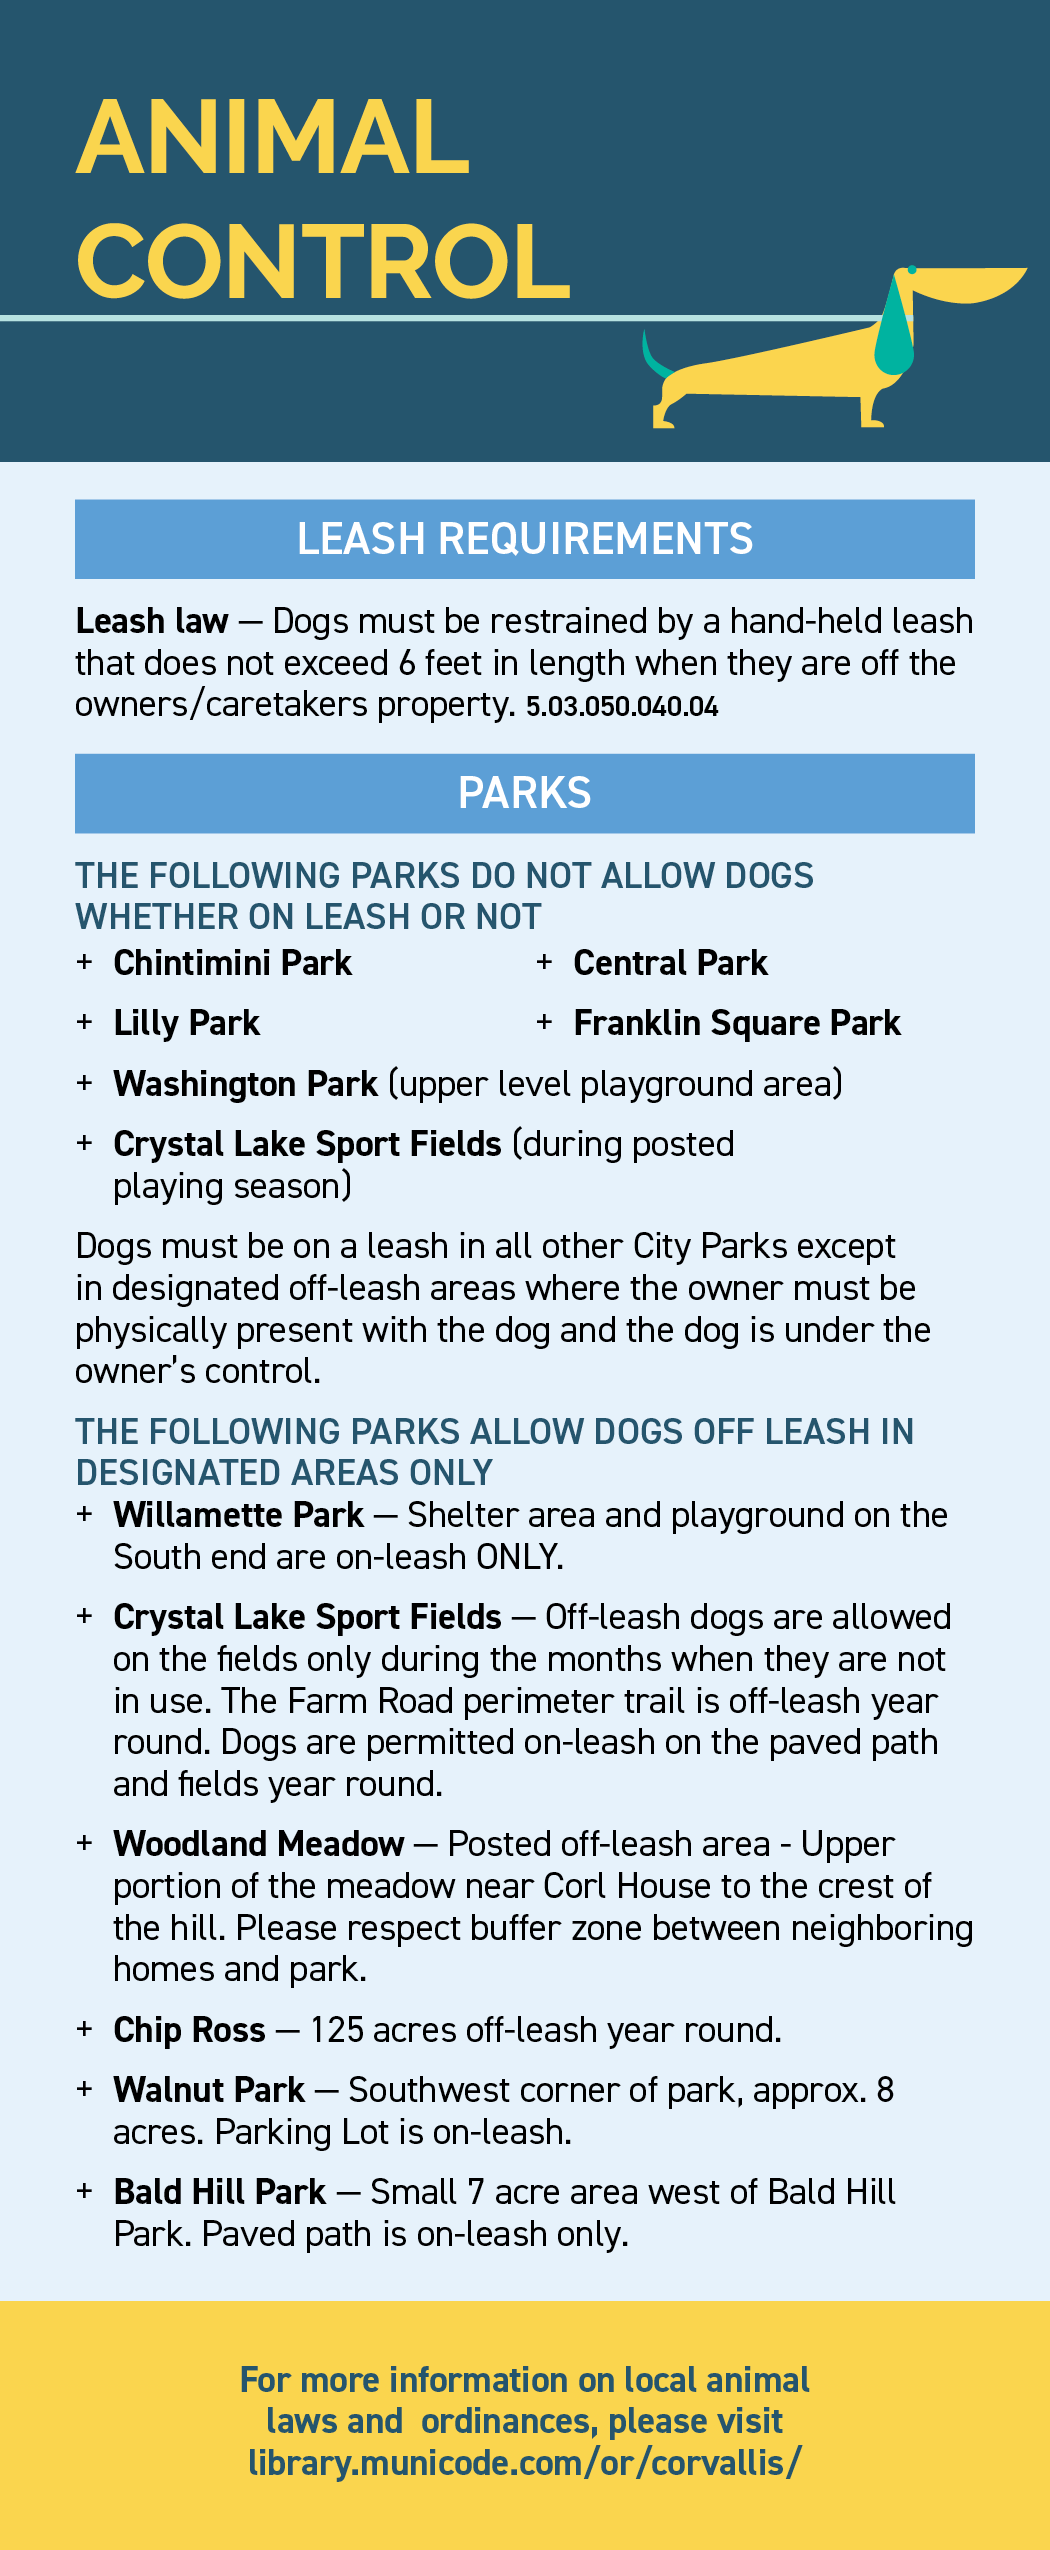 ANIMAL
CONTROL
LEASH REQUIREMENTS
Leash law — Dogs must be restrained by a hand-held leash
that does not exceed 6 feet in length when they are off the
owners/caretakers property. 5.03.050.040.04
PARKS
THE FOLLOWING PARKS DO NOT ALLOW DOGS
WHETHER ON LEASH OR NOT
+ Chintimini Park
+ Central Park
+ Lilly Park
+ Franklin Square Park
+ Washington Park (upper level playground area)
+ Crystal Lake Sport Fields (during posted
playing season)
Dogs must be on a leash in all other City Parks except
in designated off-leash areas where the owner must be
physically present with the dog and the dog is under the
owner’s control.
THE FOLLOWING PARKS ALLOW DOGS OFF LEASH IN
DESIGNATED AREAS ONLY
+ Willamette Park — Shelter area and playground on the
South end are on-leash ONLY.
+ Crystal Lake Sport Fields — Off-leash dogs are allowed
on the fields only during the months when they are not
in use. The Farm Road perimeter trail is off-leash year
round. Dogs are permitted on-leash on the paved path
and fields year round.
+ Woodland Meadow — Posted off-leash area - Upper
portion of the meadow near Corl House to the crest of
the hill. Please respect buffer zone between neighboring
homes and park.
+ Chip Ross — 125 acres off-leash year round.
+ Walnut Park — Southwest corner of park, approx. 8
acres. Parking Lot is on-leash.
+ Bald Hill Park — Small 7 acre area west of Bald Hill
Park. Paved path is on-leash only.
For more information on local animal
laws and  ordinances, please visit
library.municode.com/or/corvallis/